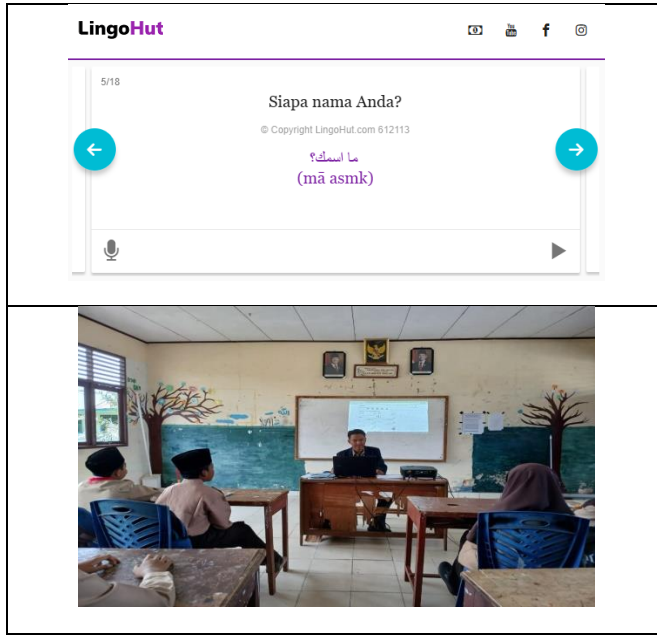 LingoHut
5/18
Siapa nama Anda?
© Copyright LingoHut.com 612113
ما اسمك؟
(mā asmk)